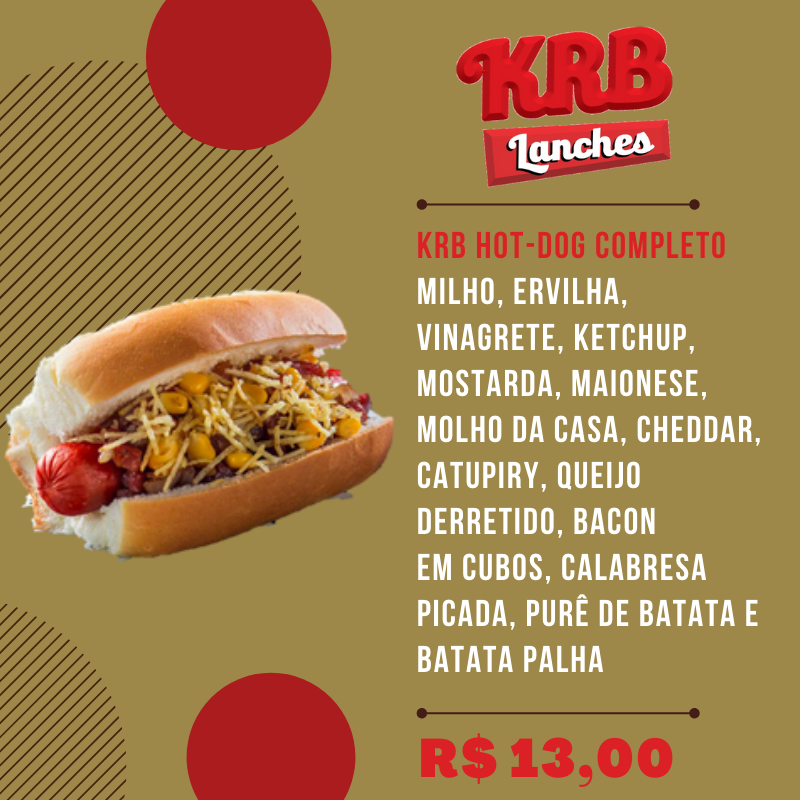 KRB
Lanches
KRB HOT-DOG COMPLETO
MILHO, ERVILHA,
VINAGRETE, KETCHUP,
MOSTARDA, MAIONESE,
MOLHO DA CASA, CHEDDAR,
CATUPIRY, QUEIJO
DERRETIDO, BACON
EM CUBOS, CALABRESA
PICADA, PURÊ DE BATATA E
BATATA PALHA
R$ 13,00